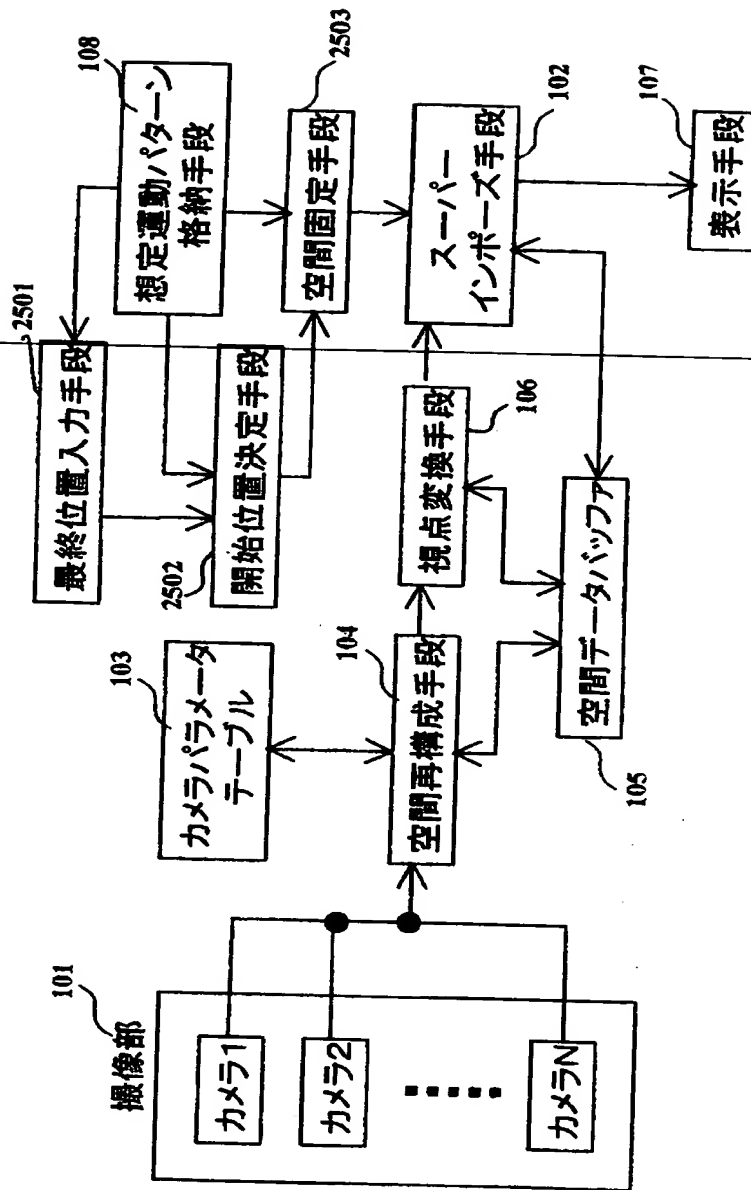 101
撮像部
カメラ1
カメラ2
カメラN
103
カメラパラメータ
テーブル
104
空間再構成手段
105
空間データバッファ
106
視点変換手段
2501
最終位置入力手段
2502
開始位置決定手段
108
想定運動パターン
格納手段
2503
空間固定手段
102
スーパー
インポーズ手段
107
表示手段